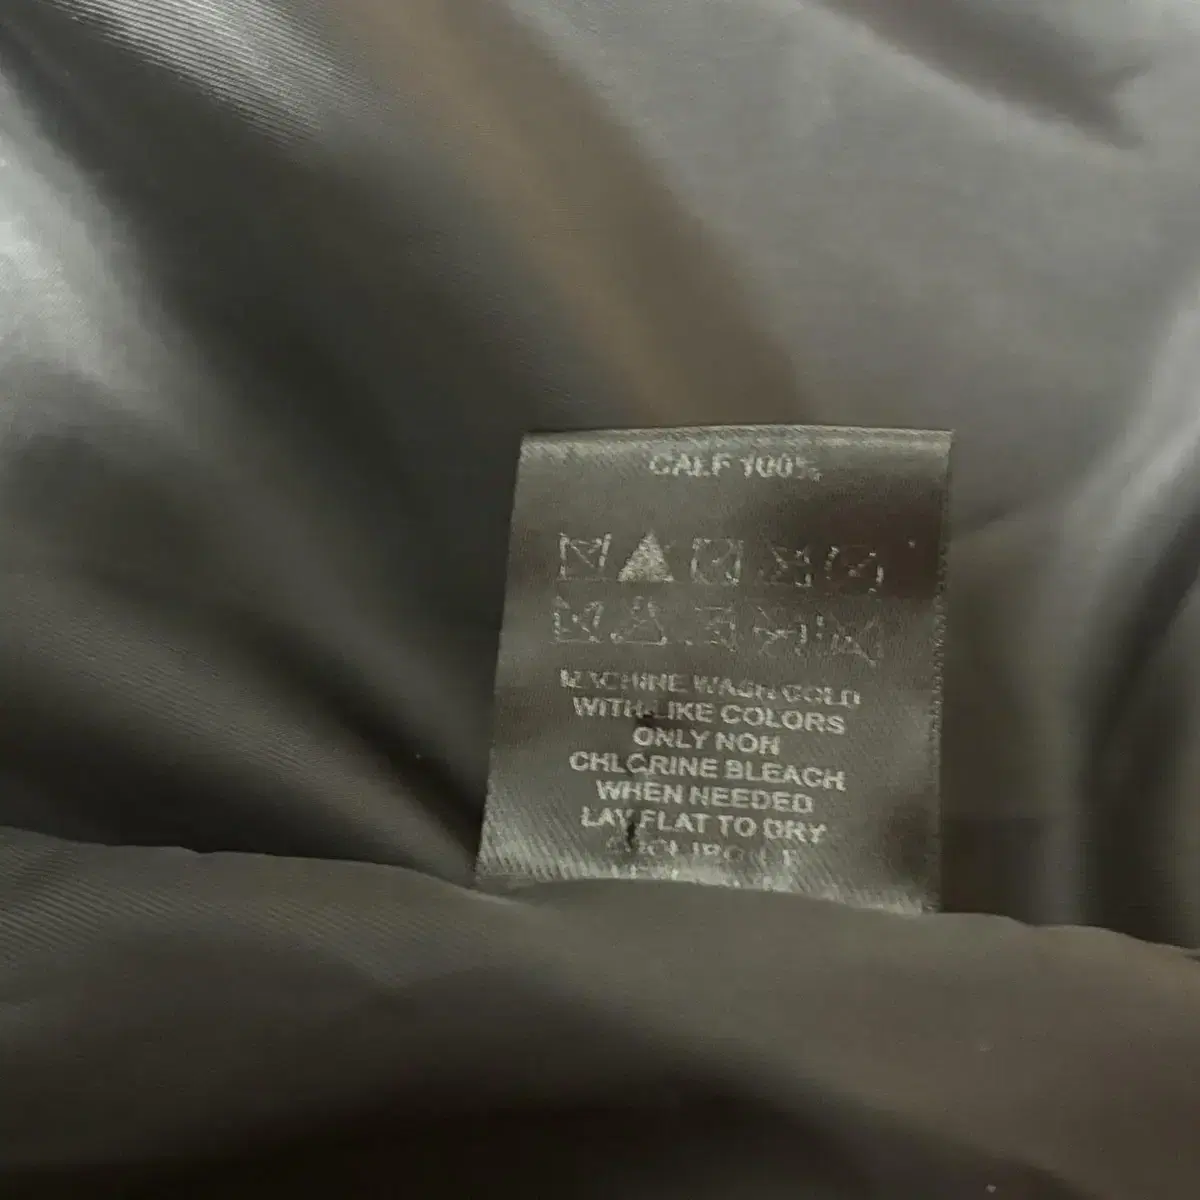 CALF 100%
MACHINE WASH COLD
WITH LIKE COLORS
ONLY NON
CHLORINE BLEACH
WHEN NEEDED
LAY FLAT TO DRY